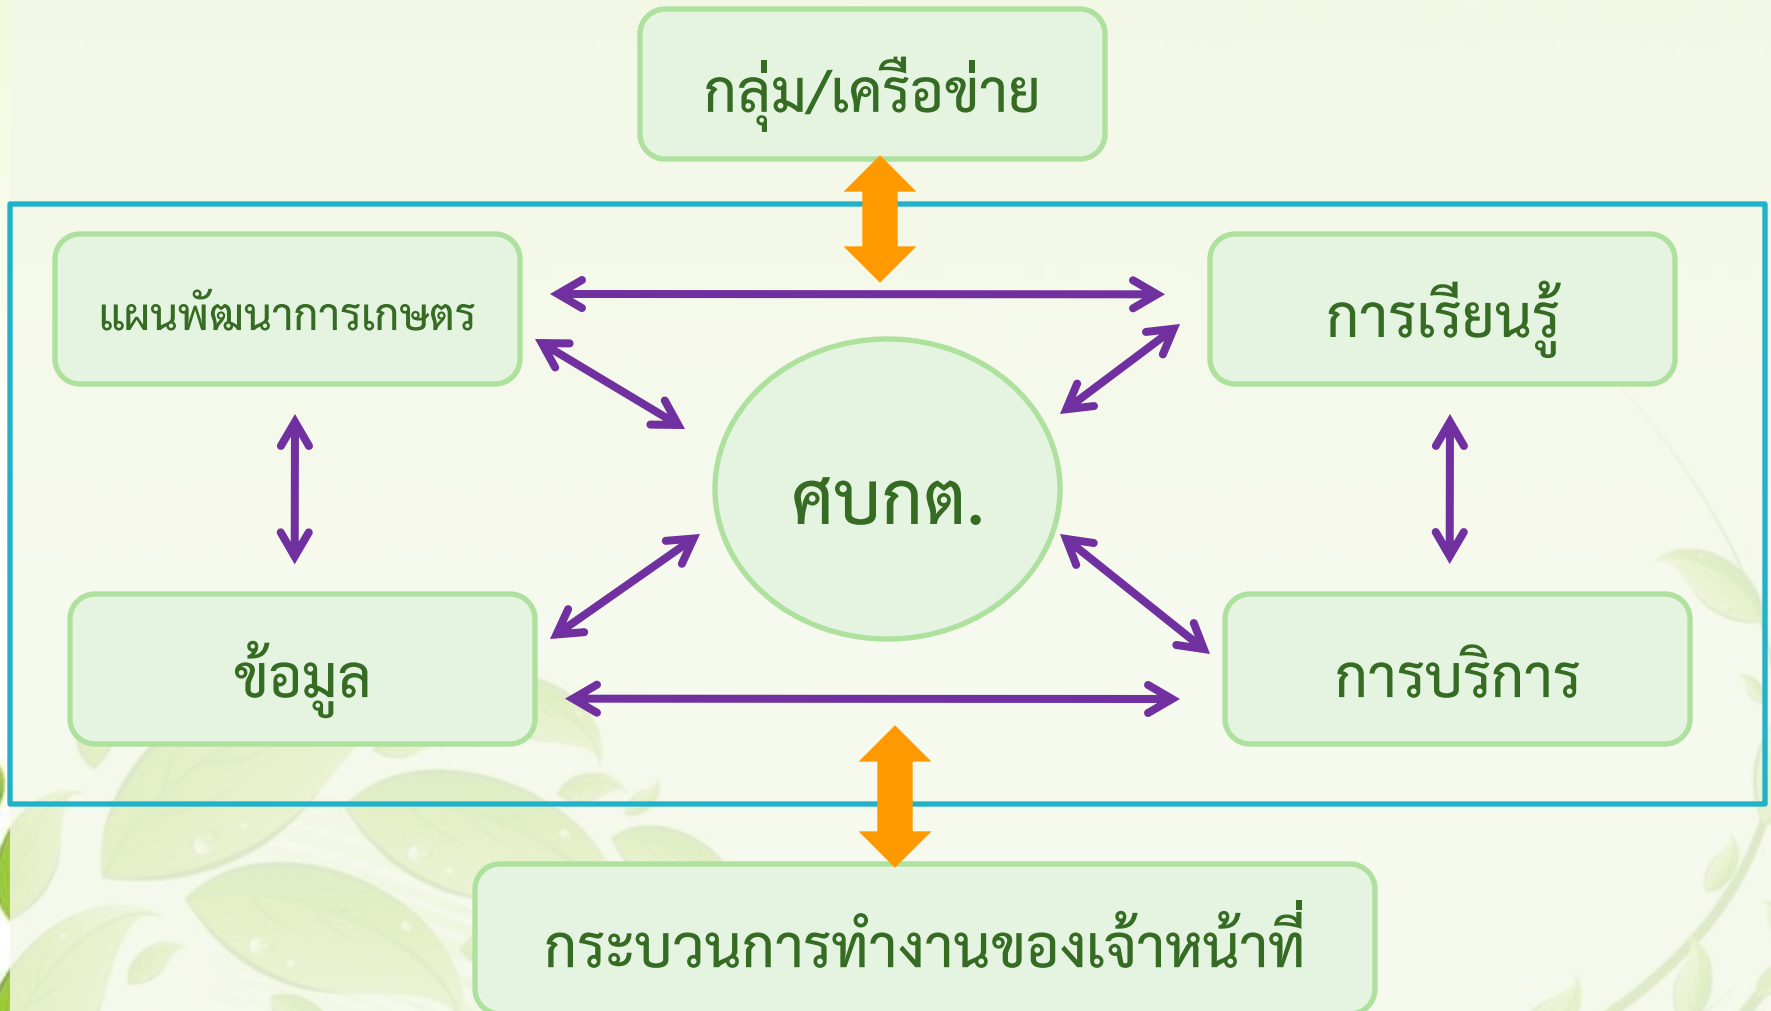 กลุ่ม/เครือข่าย
แผนพัฒนาการเกษตร
การเรียนรู้
ศบกต.
ข้อมูล
การบริการ
กระบวนการทำงานของเจ้าหน้าที่